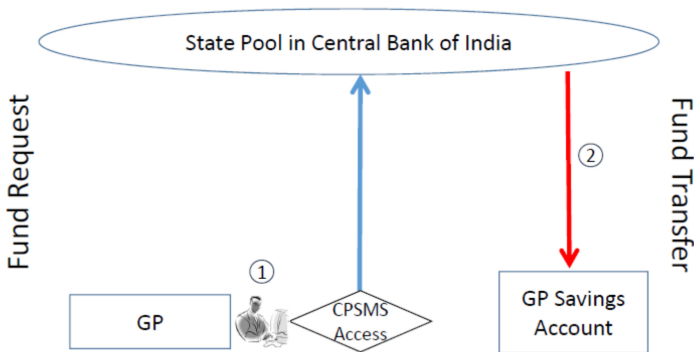 State Pool in Central Bank of India
Fund Request
Fund Transfer
②
①
GP
CPSMS
Access
GP Savings
Account